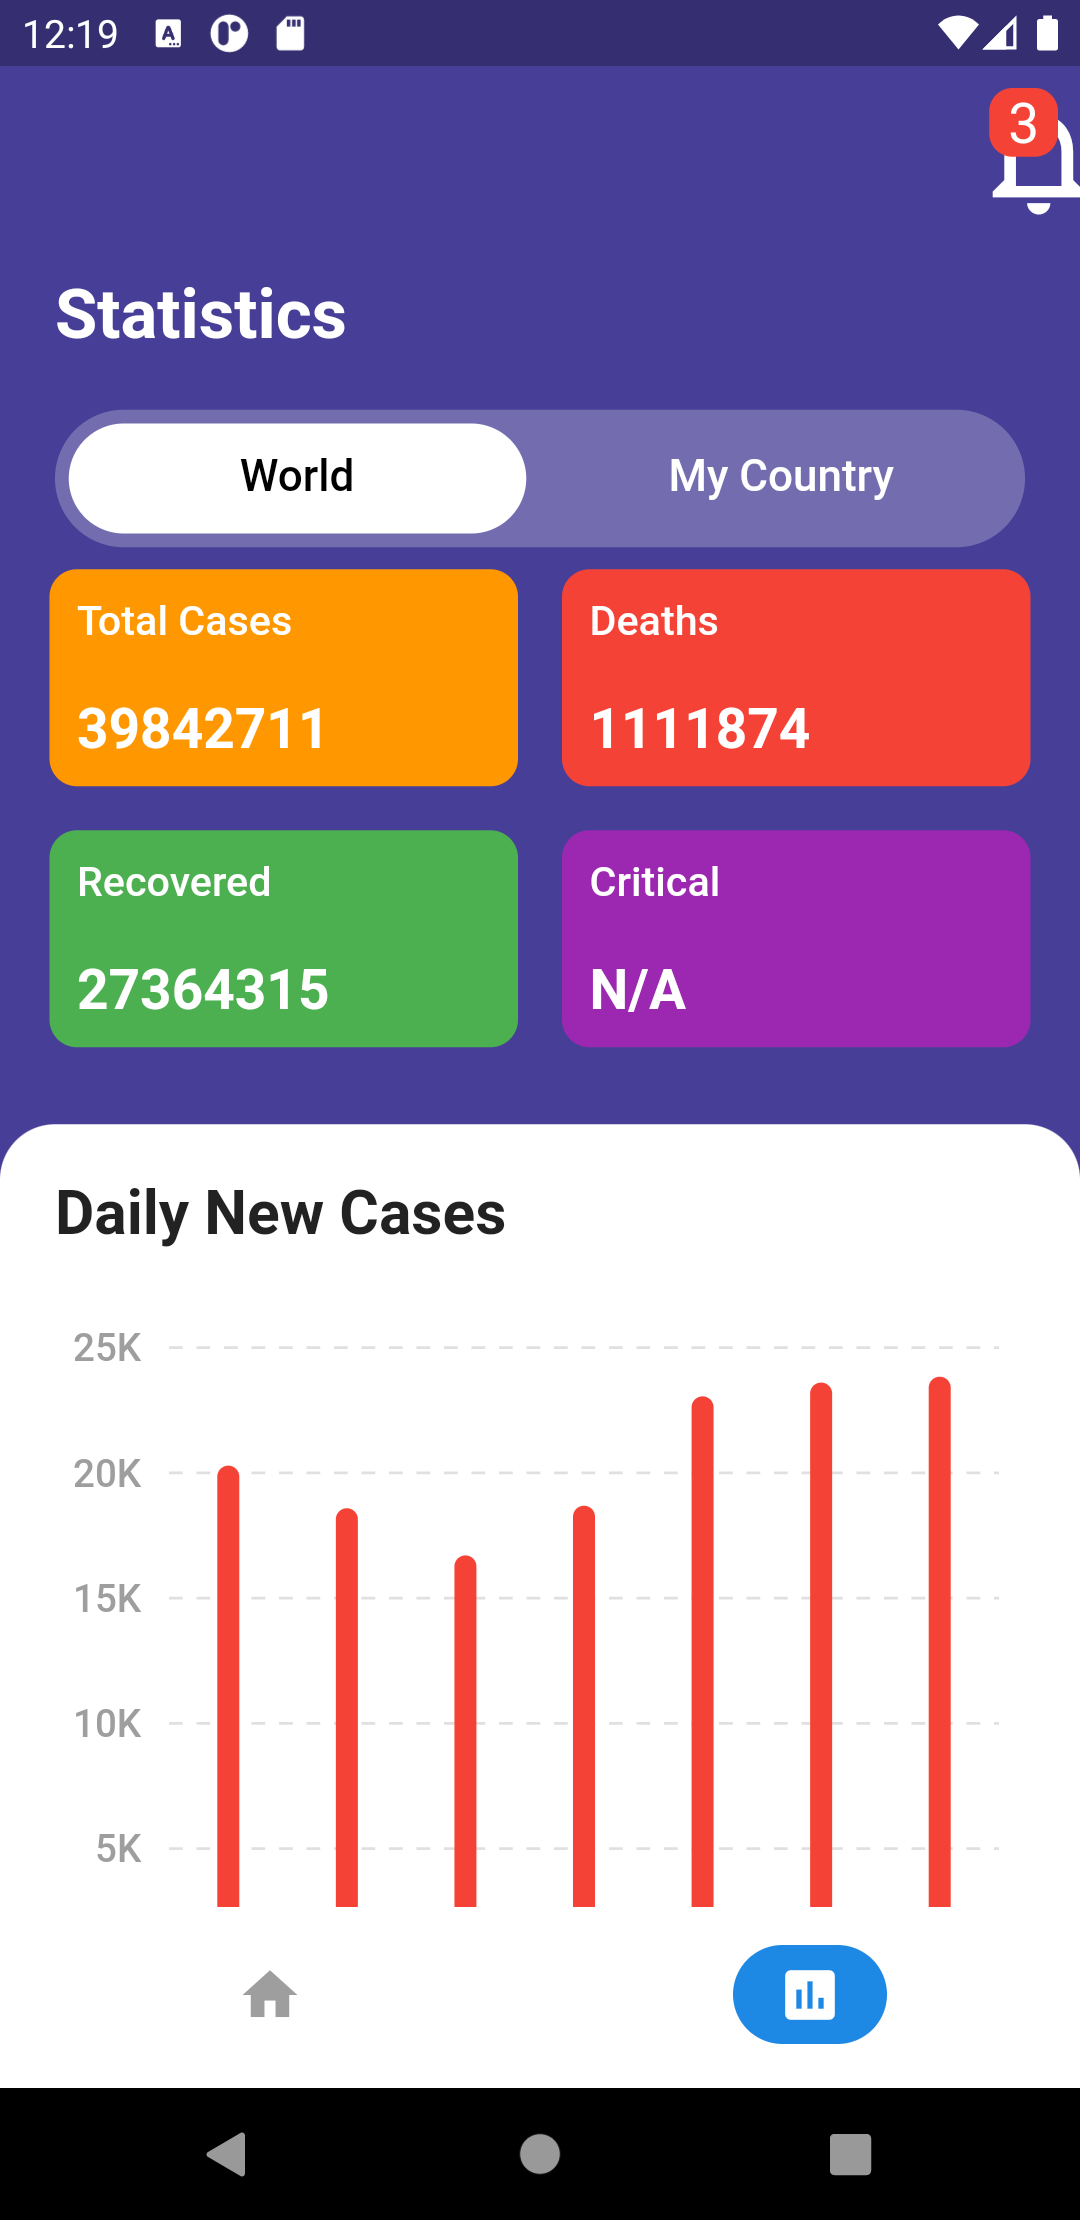 12:19
3
Statistics
World
My Country
Total Cases
39842711
Deaths
1111874
Recovered
27364315
Critical
N/A
Daily New Cases
25K
20K
15K
10K
5K